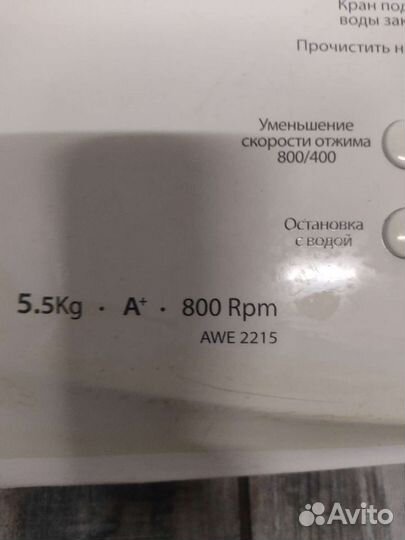 Кран под
воды зак
Прочистить н
Уменьшение
скорости отжима
800/400
Остановка
с водой
5.5Kg · A+ · 800 Rpm
AWE 2215
Avito